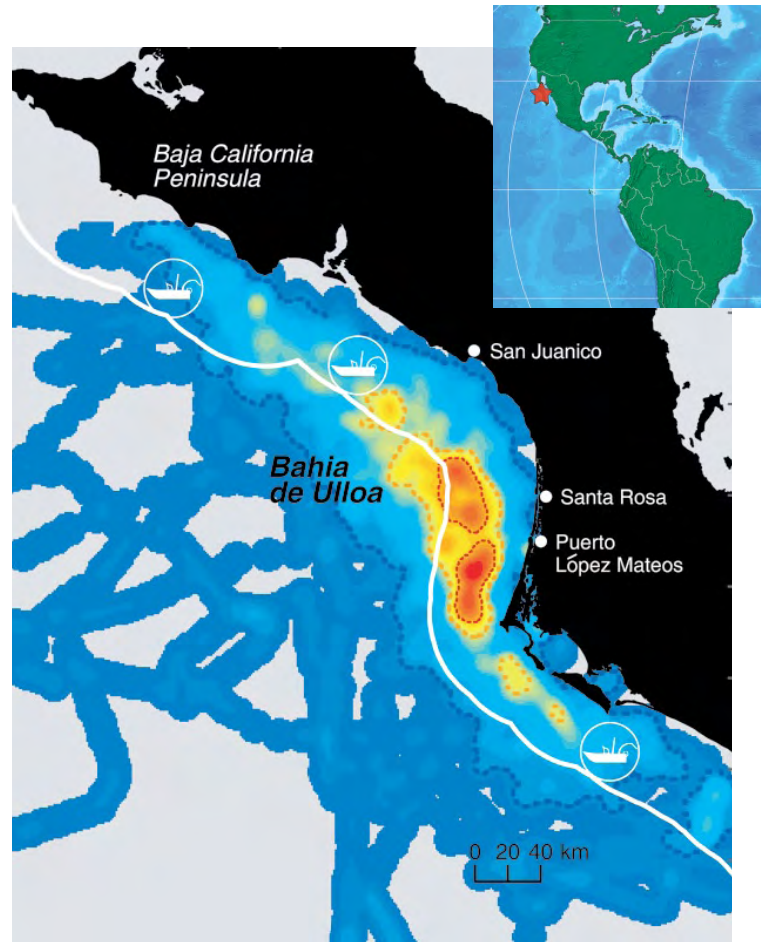 Baja California
Peninsula
San Juanico
Bahia
de Ulloa
Santa Rosa
Puerto
López Mateos
0 20 40 km